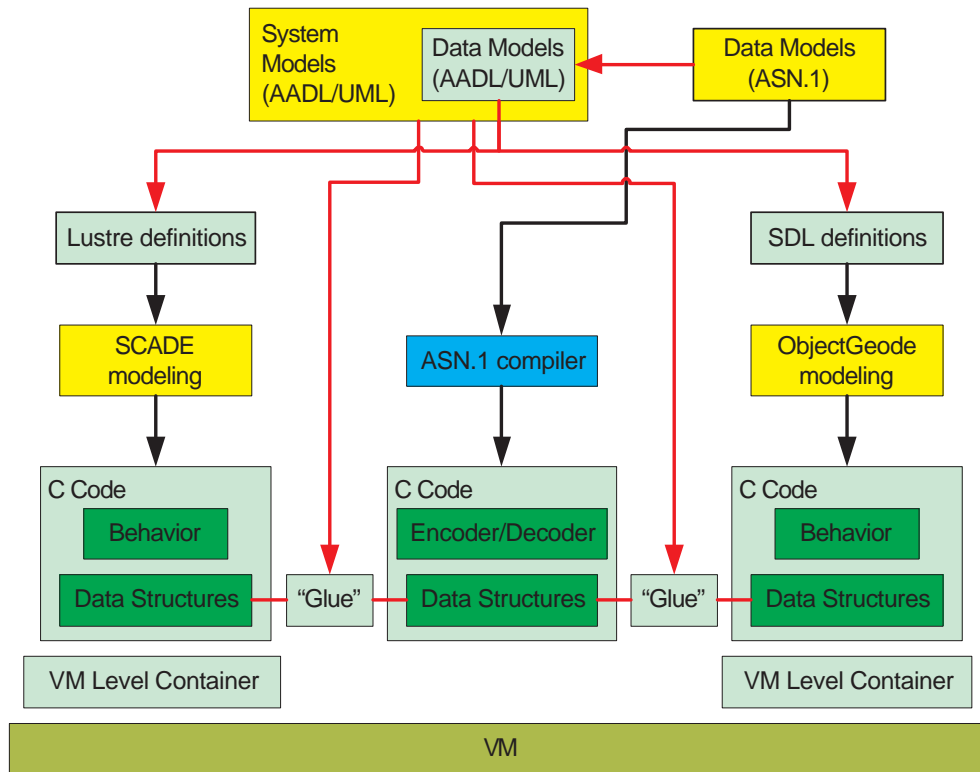 System
Models
(AADL/UML)
Data Models
(AADL/UML)
Data Models
(ASN.1)
Lustre definitions
SDL definitions
SCADE
modeling
ASN.1 compiler
ObjectGeode
modeling
C Code
Behavior
Data Structures
“Glue”
C Code
Encoder/Decoder
Data Structures
“Glue”
C Code
Behavior
Data Structures
VM Level Container
VM Level Container
VM